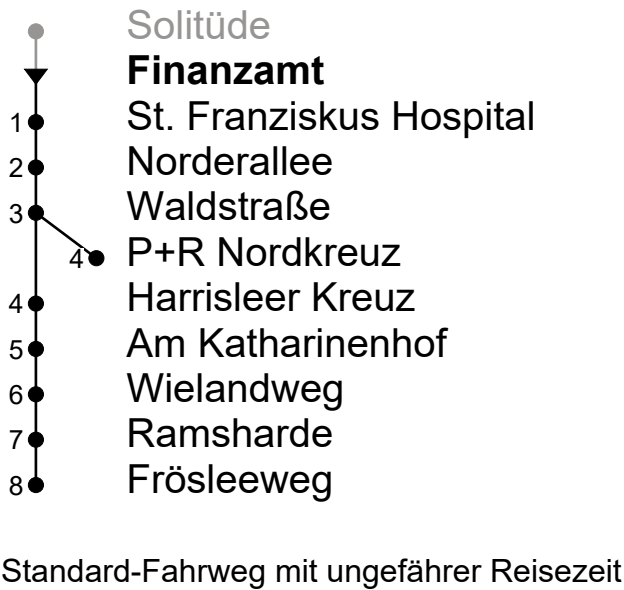 Solitüde
Finanzamt
1 St. Franziskus Hospital
2 Norderallee
3 Waldstraße
4 P+R Nordkreuz
4 Harrisleer Kreuz
5 Am Katharinenhof
6 Wielandweg
7 Ramsharde
8 Frösleeweg
Standard-Fahrweg mit ungefährer Reisezeit